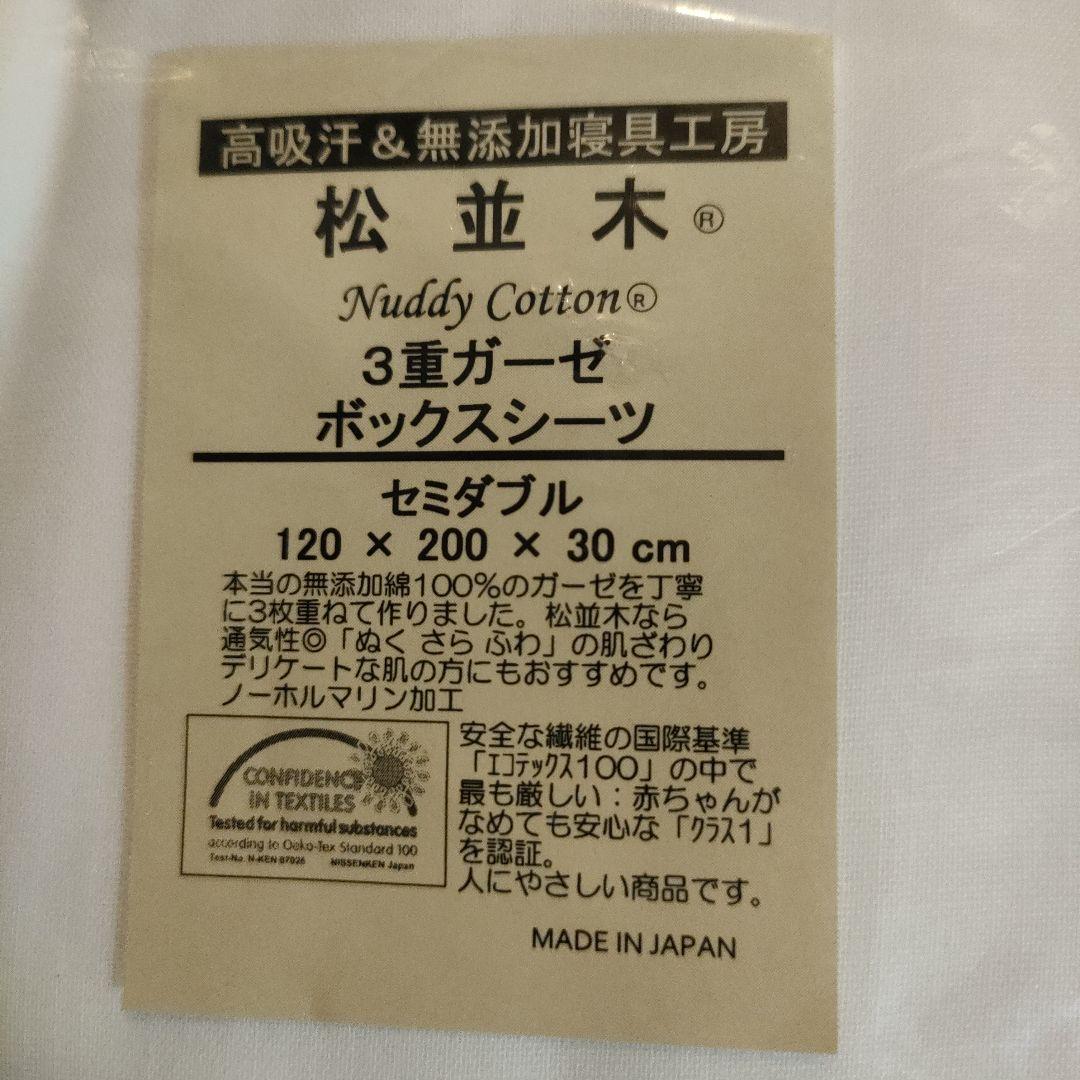 高吸汗＆無添加寝具工房
松並木®
Nuddy Cotton®
3重ガーゼ
ボックスシーツ
セミダブル
120 × 200 × 30 cm
本当の無添加綿100%のガーゼを丁寧
に3枚重ねて作りました。松並木なら
通気性◎「ぬく さら ふわ」の肌ざわり
デリケートな肌の方にもおすすめです。
ノーホルマリン加工
CONFIDENCE
IN TEXTILES
Tested for harmful substances
according to Oeko-Tex Standard 100
Test-No. N-KEN 07026 NISSENKEN Japan
安全な繊維の国際基準
「ｴｺﾃｯｸｽ100」の中で
最も厳しい：赤ちゃんが
なめても安心な「ｸﾗｽ1」
を認証。
人にやさしい商品です。
MADE IN JAPAN